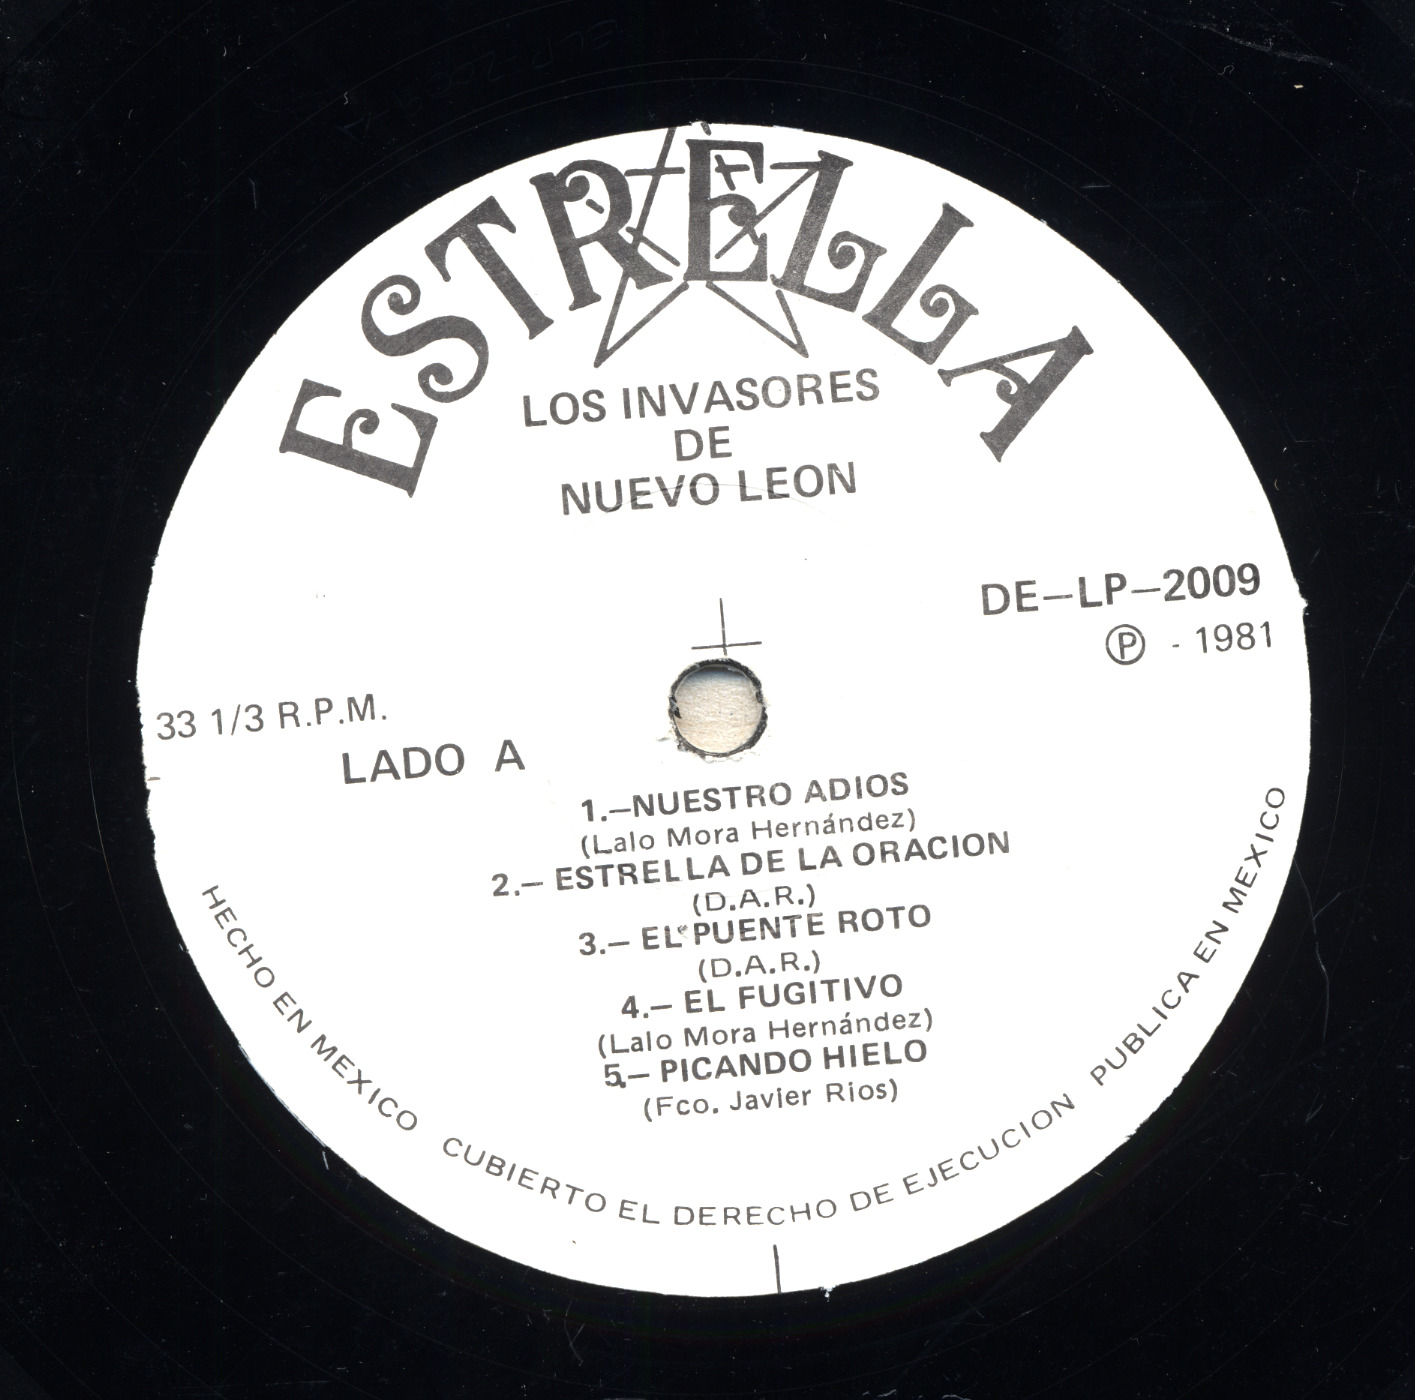 ESTRELLA
LOS INVASORES
DE
NUEVO LEON
DE—LP—2009
Ⓟ - 1981
33 1/3 R.P.M.
LADO A
1.—NUESTRO ADIOS
(Lalo Mora Hernández)
2.— ESTRELLA DE LA ORACION
(D.A.R.)
3.— EL PUENTE ROTO
(D.A.R.)
4.— EL FUGITIVO
(Lalo Mora Hernández)
5.— PICANDO HIELO
(Fco. Javier Rios)
HECHO EN MEXICO CUBIERTO EL DERECHO DE EJECUCION PUBLICA EN MEXICO